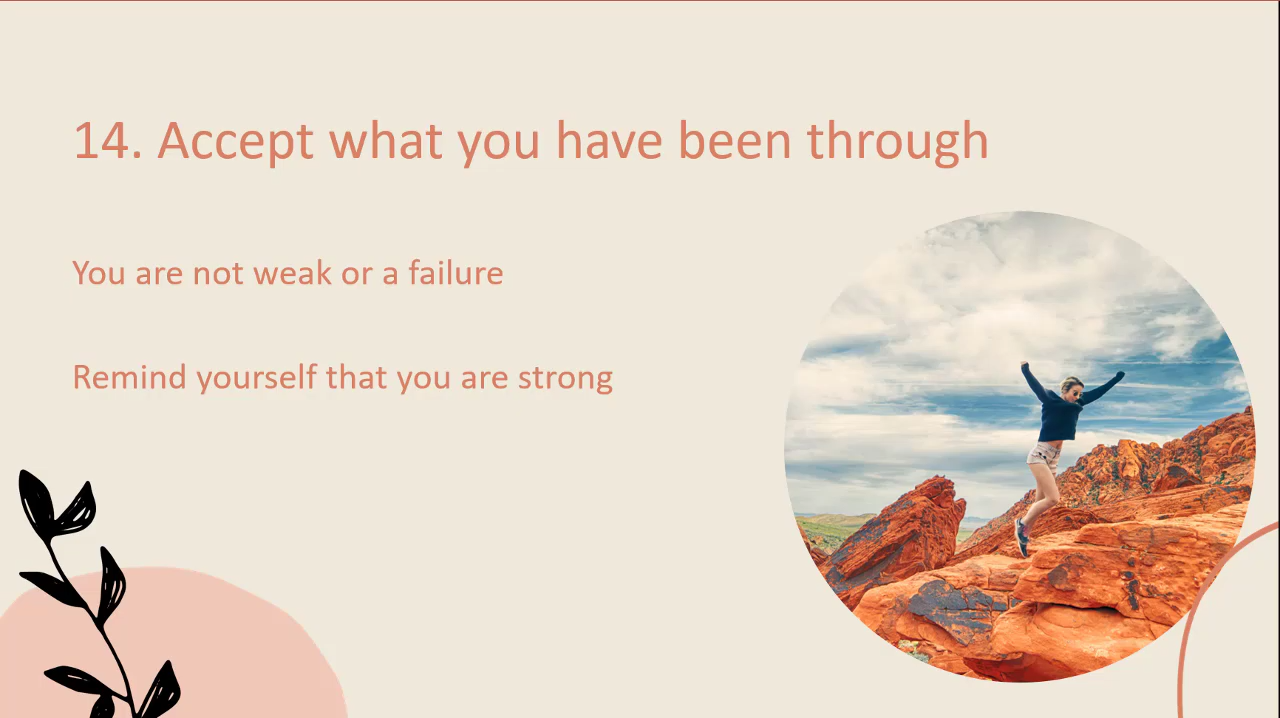 14. Accept what you have been through
You are not weak or a failure
Remind yourself that you are strong